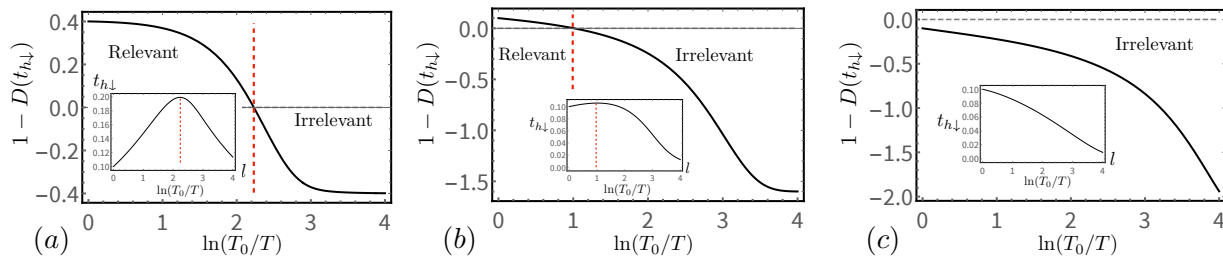 0.4
0.2
0.0
−0.2
−0.4
1 − D(t_{h↓})
Relevant
Irrelevant
t_{h↓}
0.20
0.18
0.16
0.14
0.12
0.10
0 1 2 3 4
l
ln(T_0/T)
0 1 2 3 4
(a) ln(T_0/T)
0.0
−0.5
−1.0
−1.5
1 − D(t_{h↓})
Relevant
Irrelevant
t_{h↓}
0.10
0.08
0.06
0.04
0.02
0.00
0 1 2 3 4
l
ln(T_0/T)
0 1 2 3 4
(b) ln(T_0/T)
0.0
−0.5
−1.0
−1.5
−2.0
1 − D(t_{h↓})
Irrelevant
t_{h↓}
0.10
0.08
0.06
0.04
0.02
0.00
0 1 2 3 4
l
ln(T_0/T)
0 1 2 3 4
(c) ln(T_0/T)